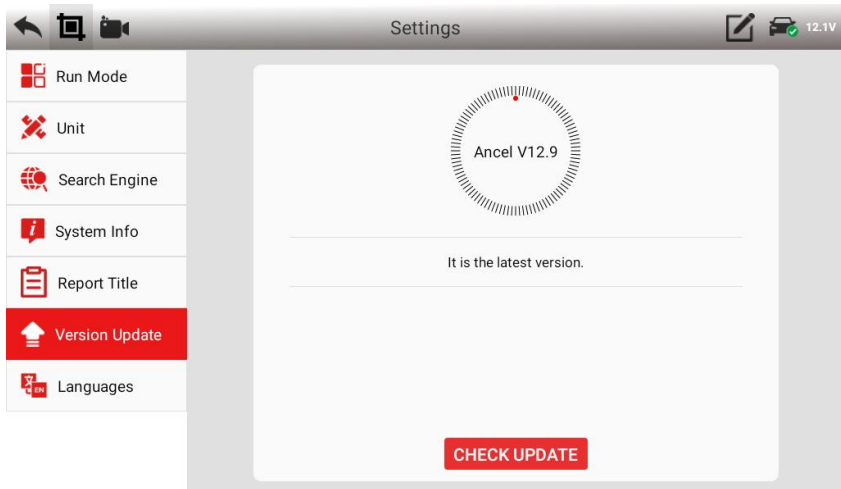 Settings
12.1V
Run Mode
Unit
Search Engine
System Info
Report Title
Version Update
EN
Languages
Ancel V12.9
It is the latest version.
CHECK UPDATE